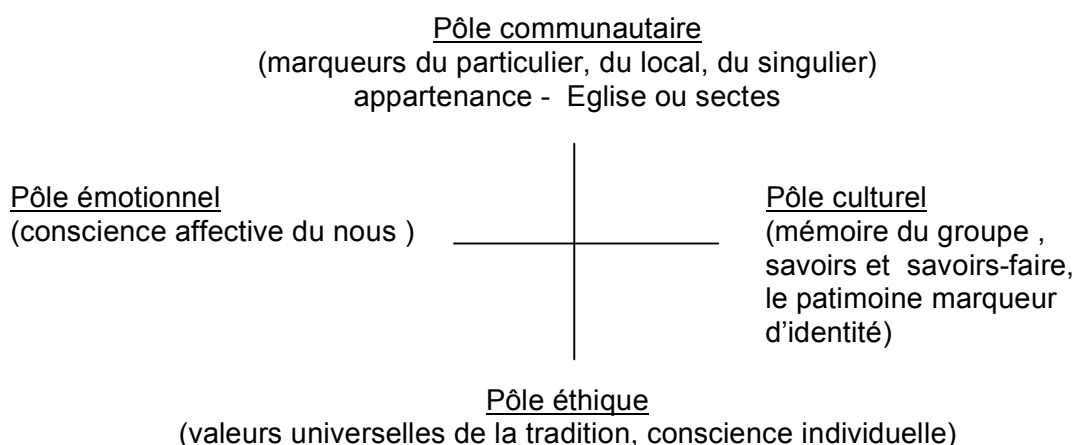 Pôle communautaire
(marqueurs du particulier, du local, du singulier)
appartenance - Eglise ou sectes
Pôle émotionnel
(conscience affective du nous )
Pôle culturel
(mémoire du groupe ,
savoirs et savoirs-faire,
le patimoine marqueur
d’identité)
Pôle éthique
(valeurs universelles de la tradition, conscience individuelle)